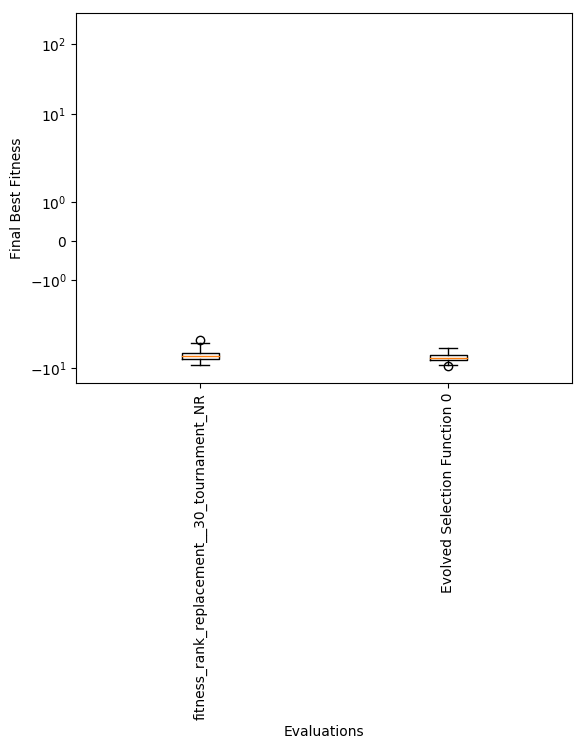 Final Best Fitness
10²
10¹
10⁰
0
−10⁰
−10¹
fitness_rank_replacement__30_tournament_NR
Evolved Selection Function 0
Evaluations